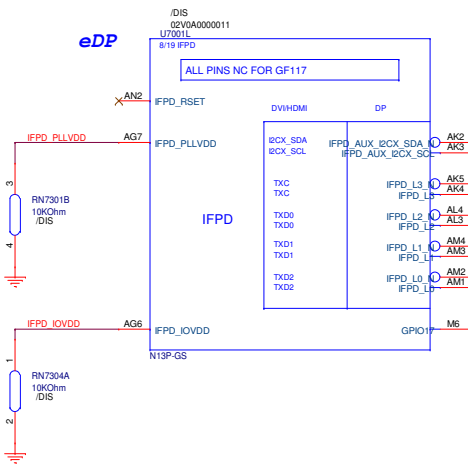 /DIS
02V0A0000011
eDP
U7001L
8/19 IFPD
ALL PINS NC FOR GF117
AN2
IFPD_RSET
DVI/HDMI
DP
IFPD_PLLVDD
AG7
IFPD_PLLVDD
I2CX_SDA
I2CX_SCL
IFPD_AUX_I2CX_SDA_N
IFPD_AUX_I2CX_SCL
AK2
AK3
3
RN7301B
10KOhm
/DIS
4
TXC
TXC
IFPD_L3_N
IFPD_L3
AK5
AK4
IFPD
TXD0
TXD0
IFPD_L2_N
IFPD_L2
AL4
AL3
TXD1
TXD1
IFPD_L1_N
IFPD_L1
AM4
AM3
TXD2
TXD2
IFPD_L0_N
IFPD_L0
AM2
AM1
IFPD_IOVDD
AG6
IFPD_IOVDD
GPIO17
M6
N13P-GS
1
RN7304A
10KOhm
/DIS
2